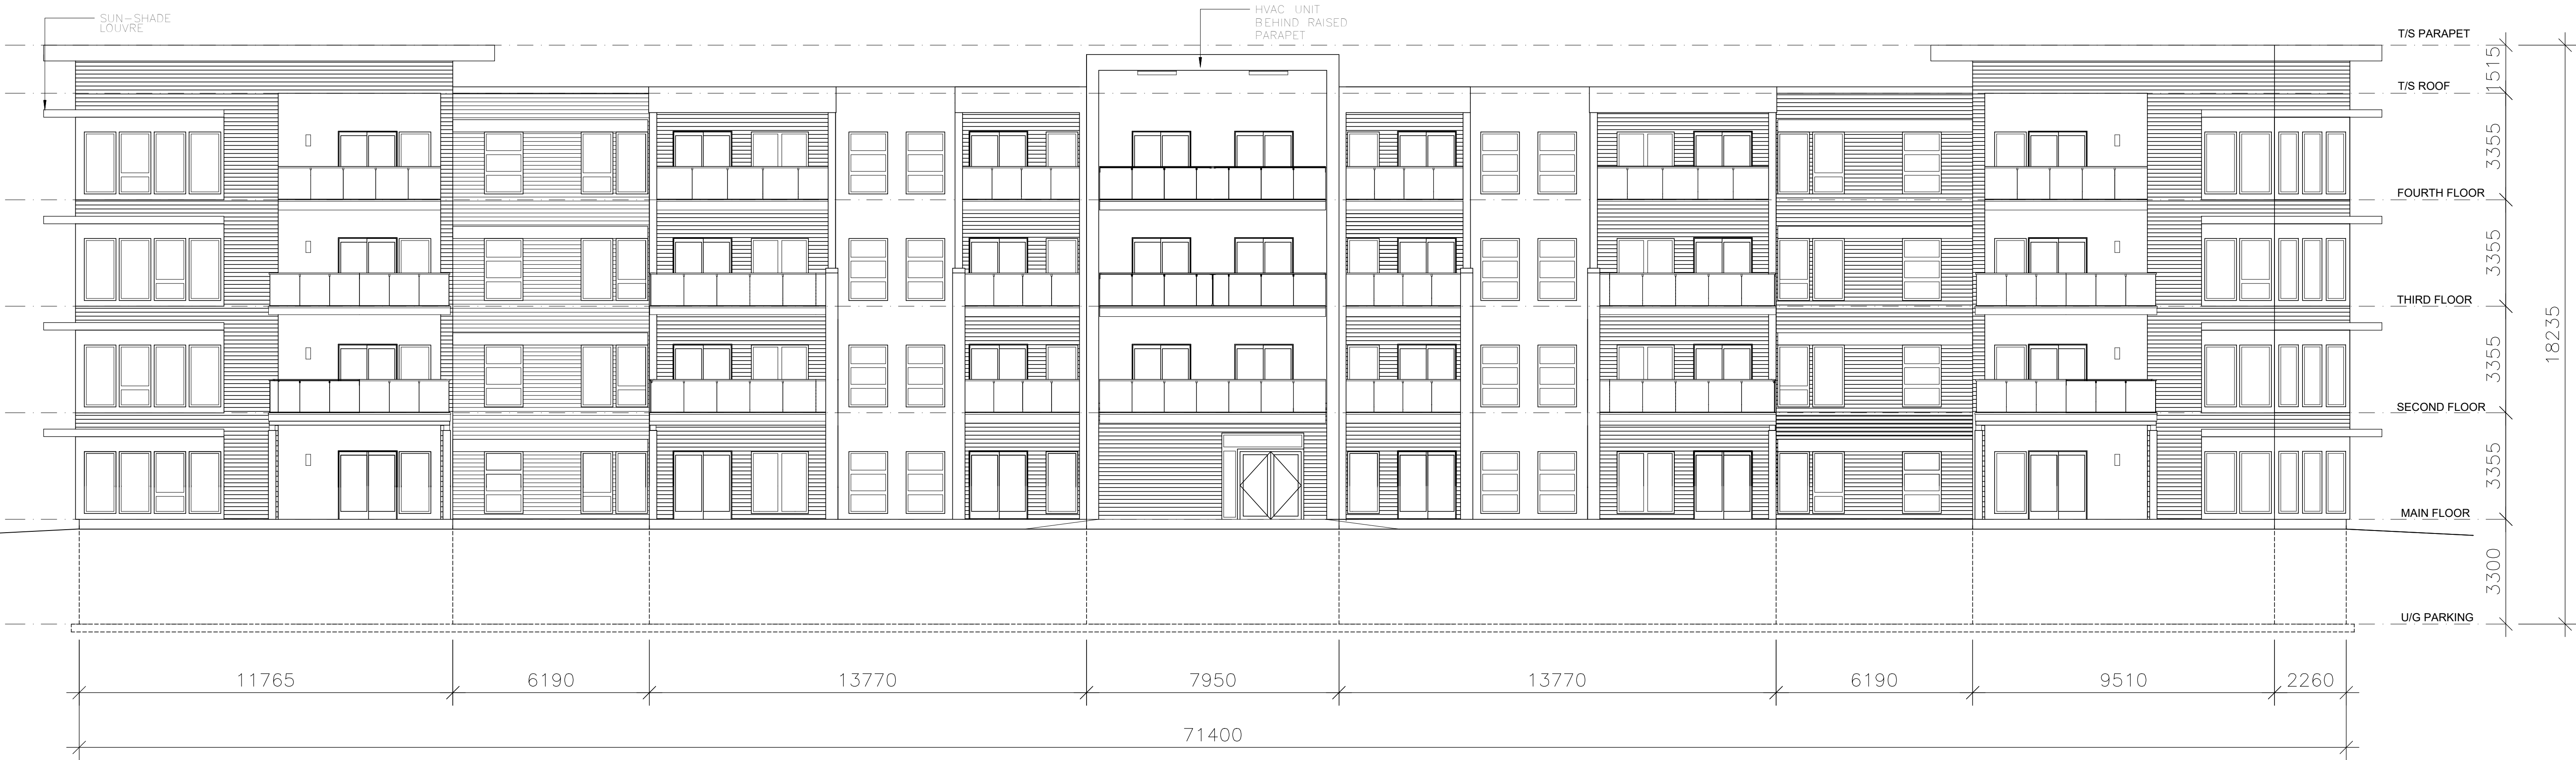 SUN-SHADE
LOUVRE
HVAC UNIT
BEHIND RAISED
PARAPET
T/S PARAPET
1515
T/S ROOF
3355
FOURTH FLOOR
3355
THIRD FLOOR
18235
3355
SECOND FLOOR
3355
MAIN FLOOR
3300
U/G PARKING
11765
6190
13770
7950
13770
6190
9510
2260
71400